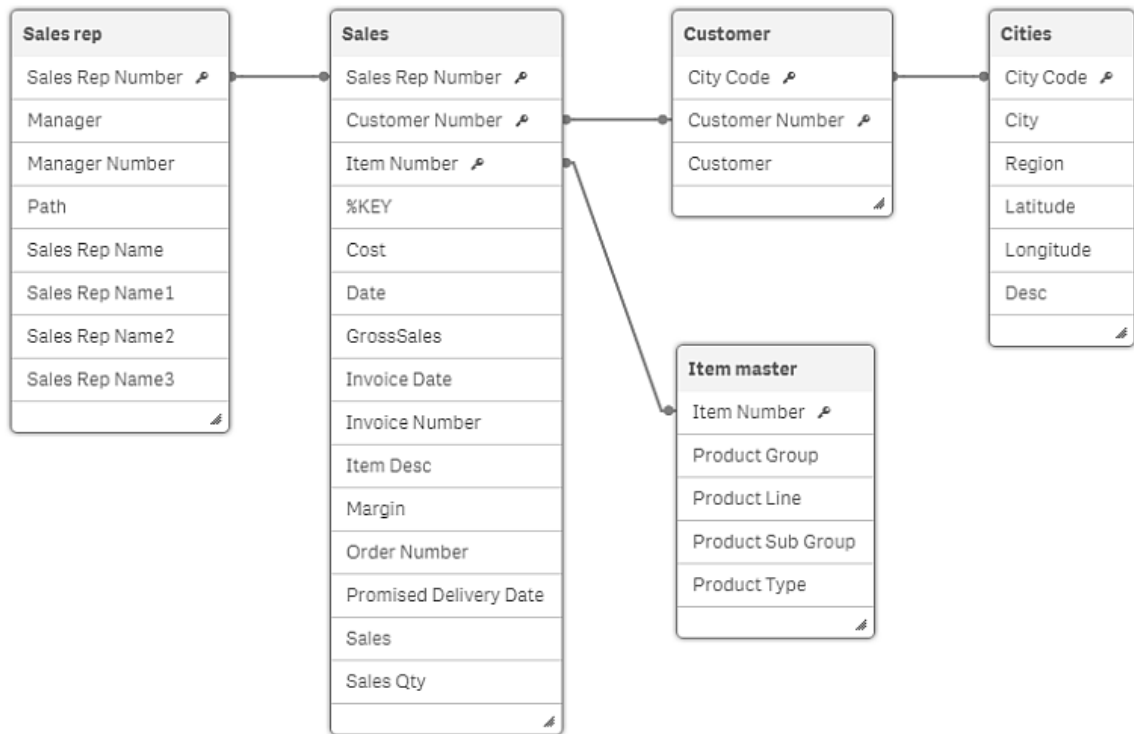 Sales rep
Sales Rep Number
Manager
Manager Number
Path
Sales Rep Name
Sales Rep Name1
Sales Rep Name2
Sales Rep Name3
Sales
Sales Rep Number
Customer Number
Item Number
%KEY
Cost
Date
GrossSales
Invoice Date
Invoice Number
Item Desc
Margin
Order Number
Promised Delivery Date
Sales
Sales Qty
Customer
City Code
Customer Number
Customer
Cities
City Code
City
Region
Latitude
Longitude
Desc
Item master
Item Number
Product Group
Product Line
Product Sub Group
Product Type